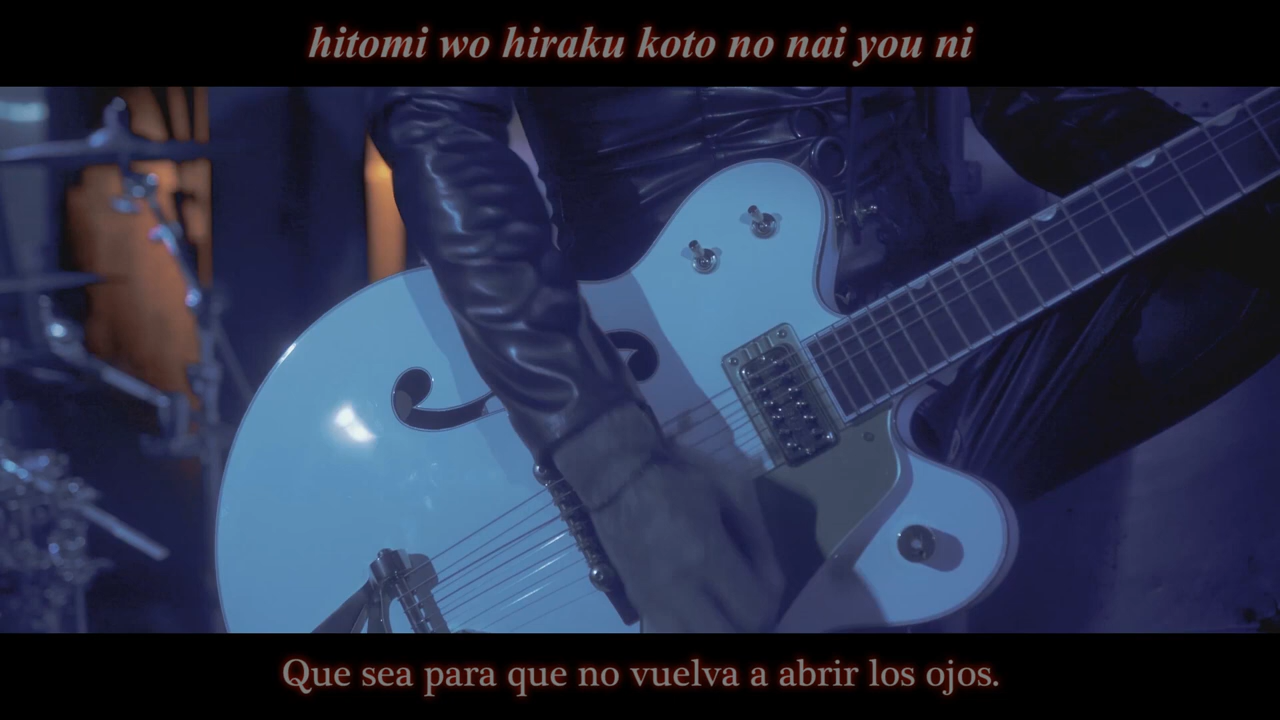 hitomi wo hiraku koto no nai you ni
Que sea para que no vuelva a abrir los ojos.